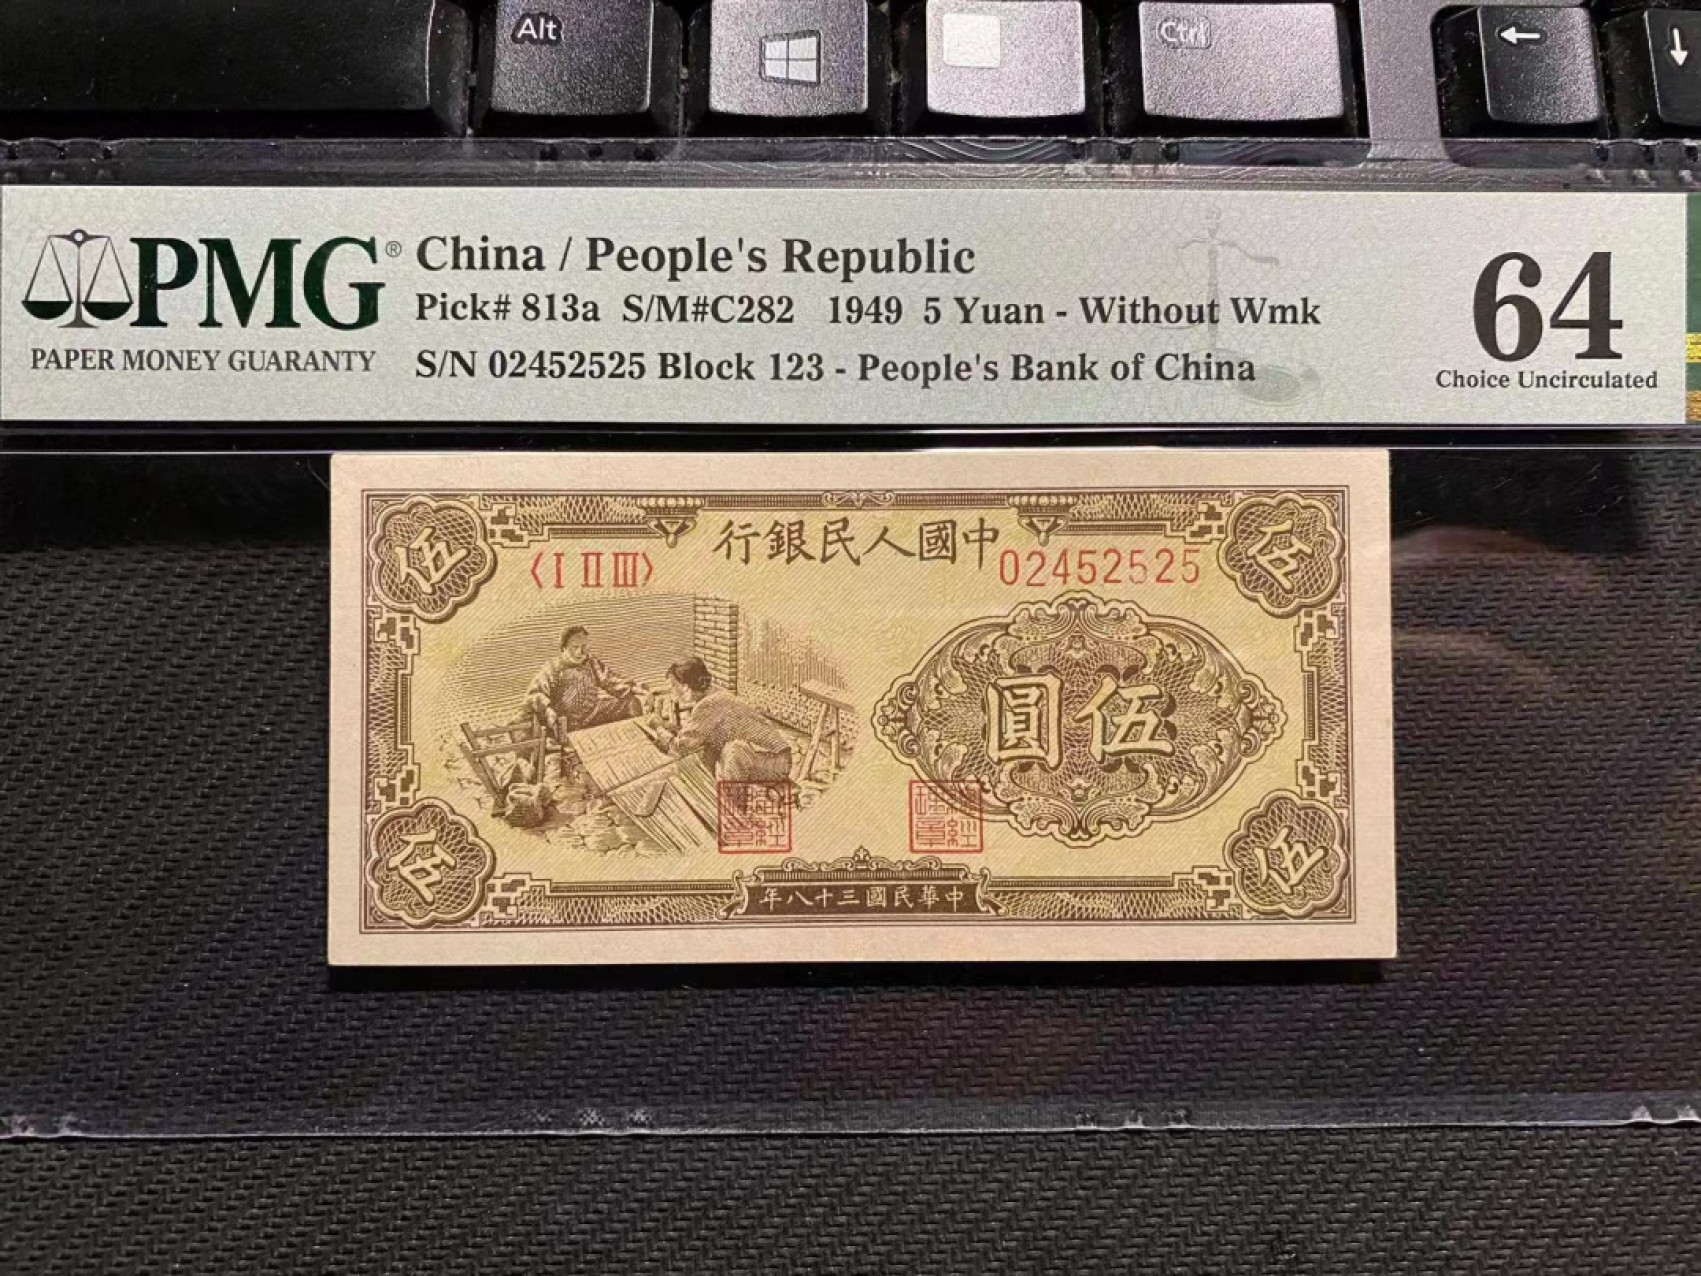 Alt
Ctrl
←
↓
PMG®
PAPER MONEY GUARANTY
China / People's Republic
Pick# 813a S/M#C282 1949 5 Yuan - Without Wmk
S/N 02452525 Block 123 - People's Bank of China
64
Choice Uncirculated
行銀民人國中
〈I II III〉
02452525
伍
伍
圓伍
伍
伍
年八十三國民華中